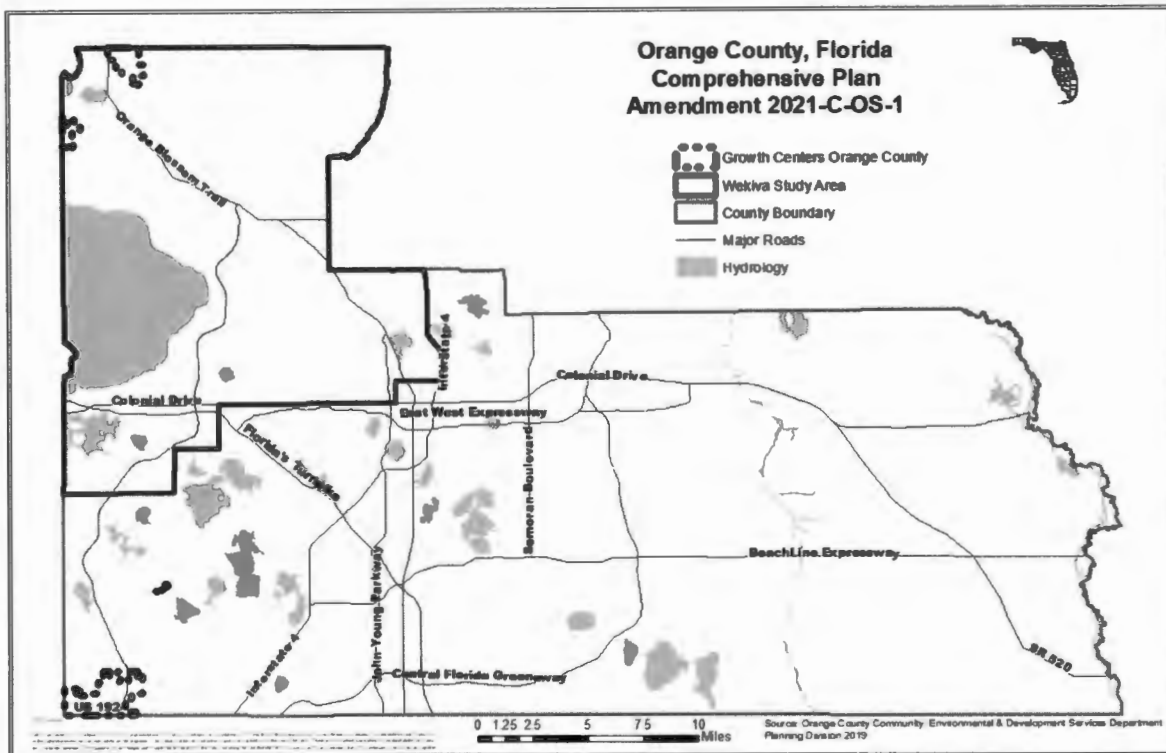 Orange County, Florida
Comprehensive Plan
Amendment 2021-C-OS-1
Growth Centers Orange County
Wekiva Study Area
County Boundary
Major Roads
Hydrology
Orange Blossom Trail
Interstate 4
Colonial Drive
Colonial Drive
East West Expressway
Florida's Turnpike
Semoran Boulevard
BeachLine Expressway
John Young Parkway
Interstate 4
Central Florida Greeneway
SR 520
US 192
0 1.25 2.5 5 7.5 10
Miles
Source: Orange County Community, Environmental & Development Services Department
Planning Division 2019